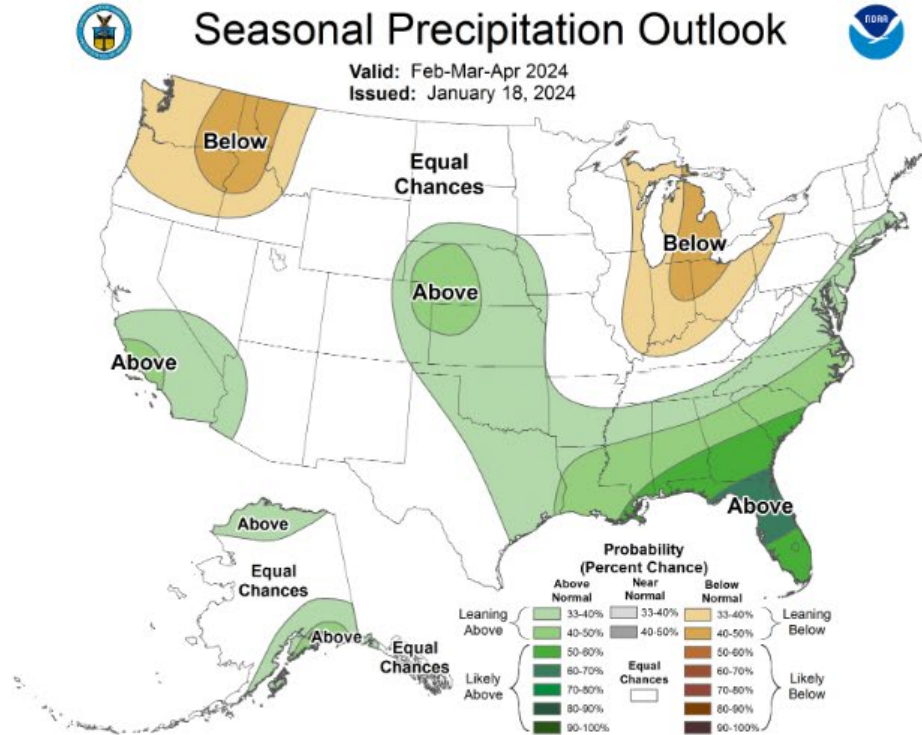 Seasonal Precipitation Outlook
NOAA
Valid: Feb-Mar-Apr 2024
Issued: January 18, 2024
Below
Equal
Chances
Below
Above
Above
Above
Above
Equal
Chances
Above
Equal
Chances
Probability
(Percent Chance)
Above
Normal
Near
Normal
Below
Normal
Leaning
Above
33-40%
33-40%
33-40%
Leaning
Below
40-50%
40-50%
40-50%
Likely
Above
50-60%
60-70%
70-80%
80-90%
90-100%
Equal
Chances
50-60%
60-70%
70-80%
80-90%
90-100%
Likely
Below